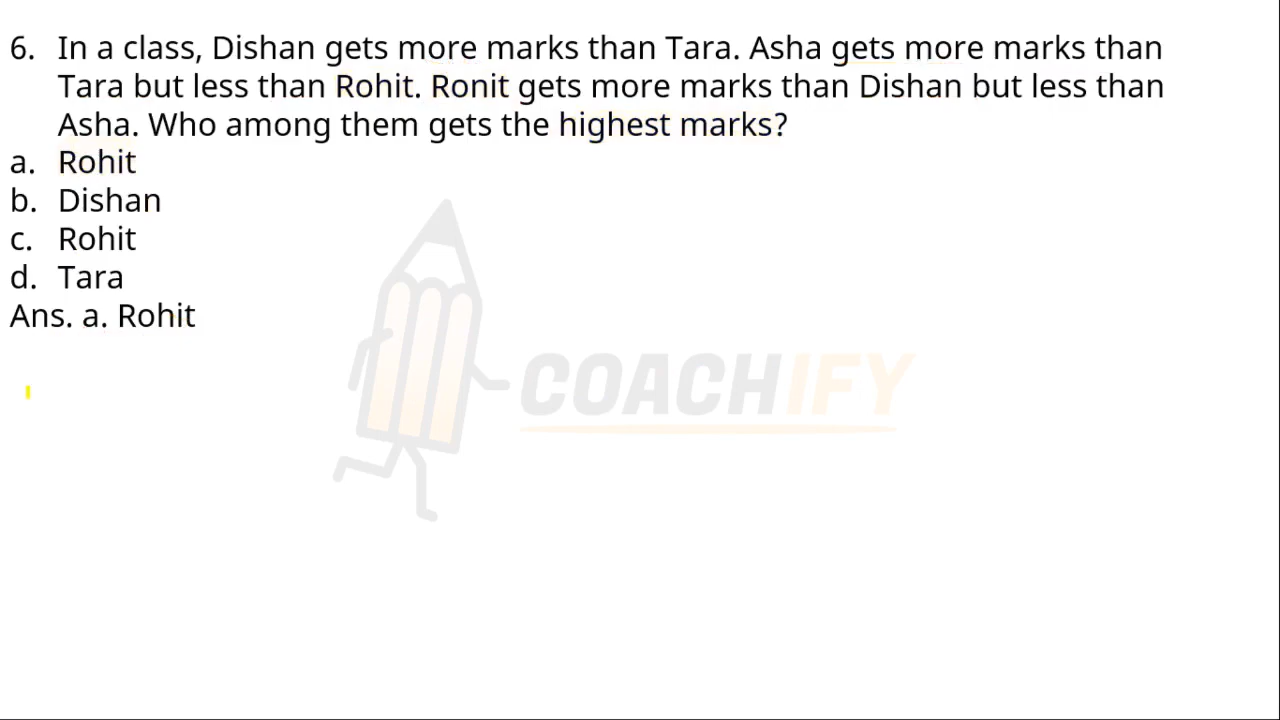 6. In a class, Dishan gets more marks than Tara. Asha gets more marks than
Tara but less than Rohit. Ronit gets more marks than Dishan but less than
Asha. Who among them gets the highest marks?
a. Rohit
b. Dishan
c. Rohit
d. Tara
Ans. a. Rohit
COACHIFY